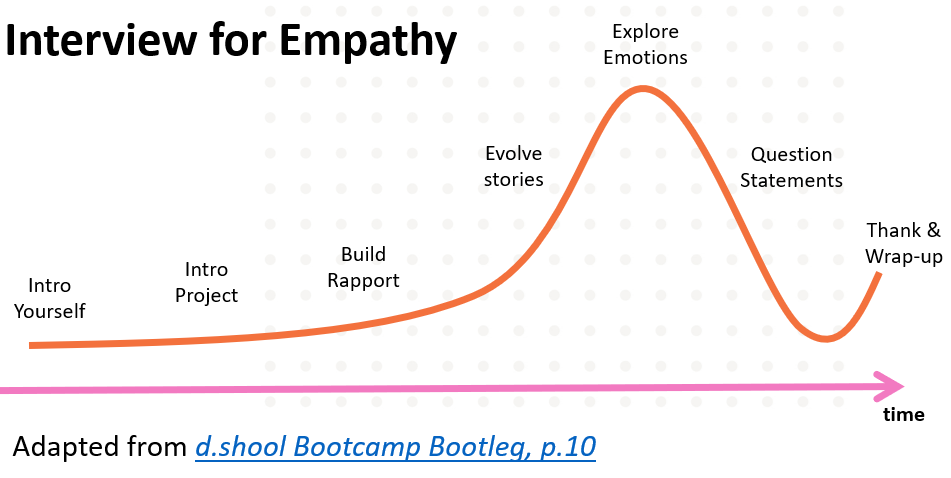 Interview for Empathy
Explore
Emotions
Evolve
stories
Question
Statements
Thank &
Wrap-up
Build
Rapport
Intro
Project
Intro
Yourself
time
Adapted from d.shool Bootcamp Bootleg, p.10